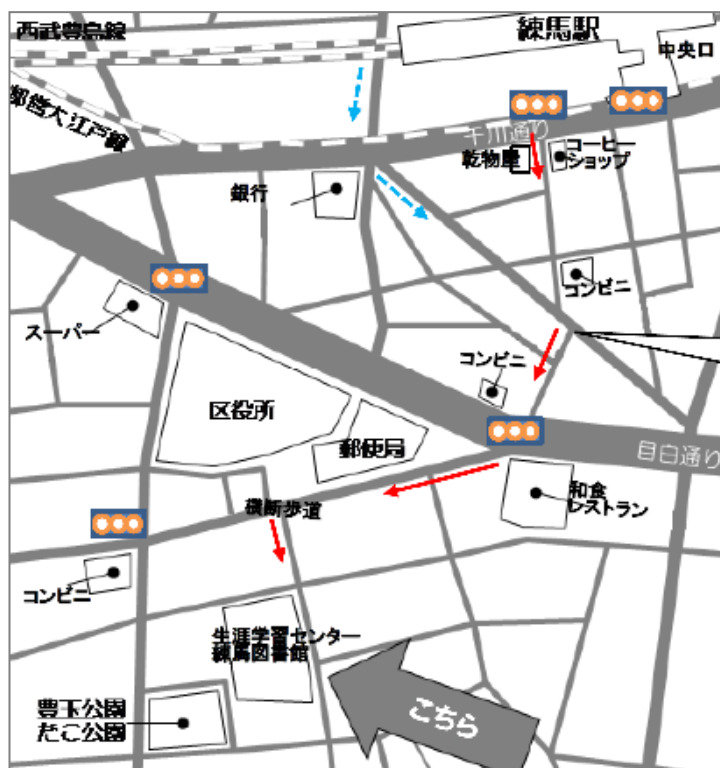 西武豊島線
練馬駅
中央口
都営大江戸線
千川通り
乾物屋
コーヒー
ショップ
銀行
コンビニ
スーパー
コンビニ
区役所
郵便局
目白通り
和食
レストラン
横断歩道
コンビニ
生涯学習センター
練馬図書館
豊玉公園
たこ公園
こちら